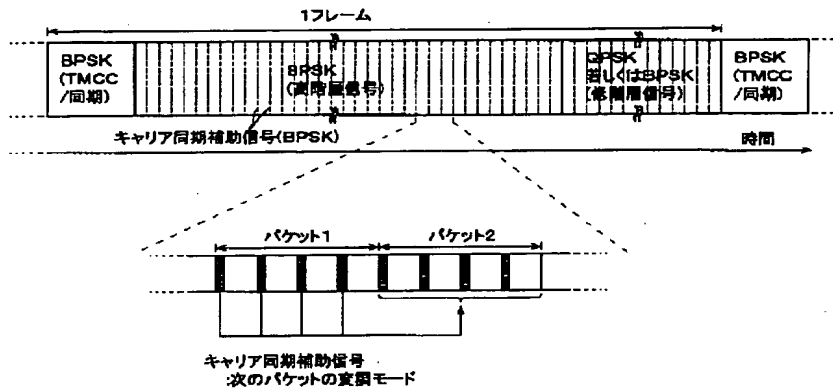 1フレーム
BPSK
(TMCC
/同期)
BPSK
(高階層信号)
QPSK
若しくはBPSK
(低階層信号)
BPSK
(TMCC
/同期)
キャリア同期補助信号(BPSK)
時間
パケット1
パケット2
キャリア同期補助信号
:次のパケットの変調モード